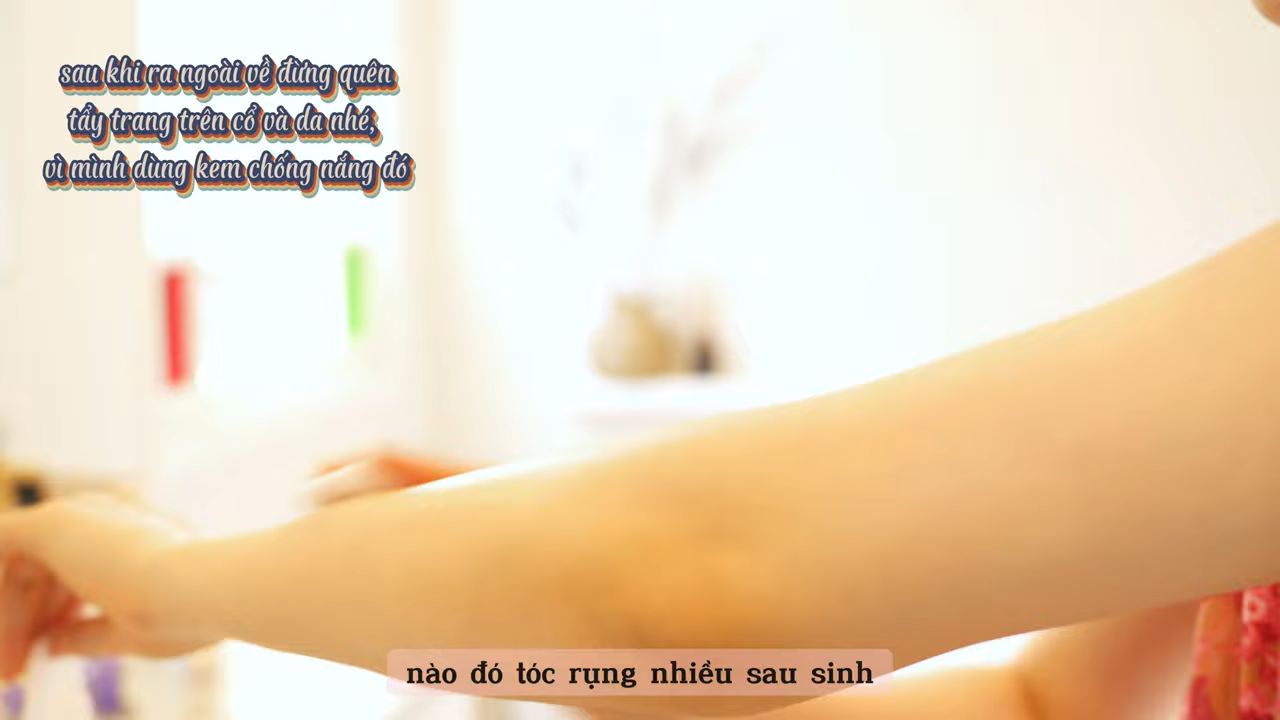 sau khi ra ngoài về đừng quên
tẩy trang trên cổ và da nhé,
vì mình dùng kem chống nắng đó
nào đó tóc rụng nhiều sau sinh